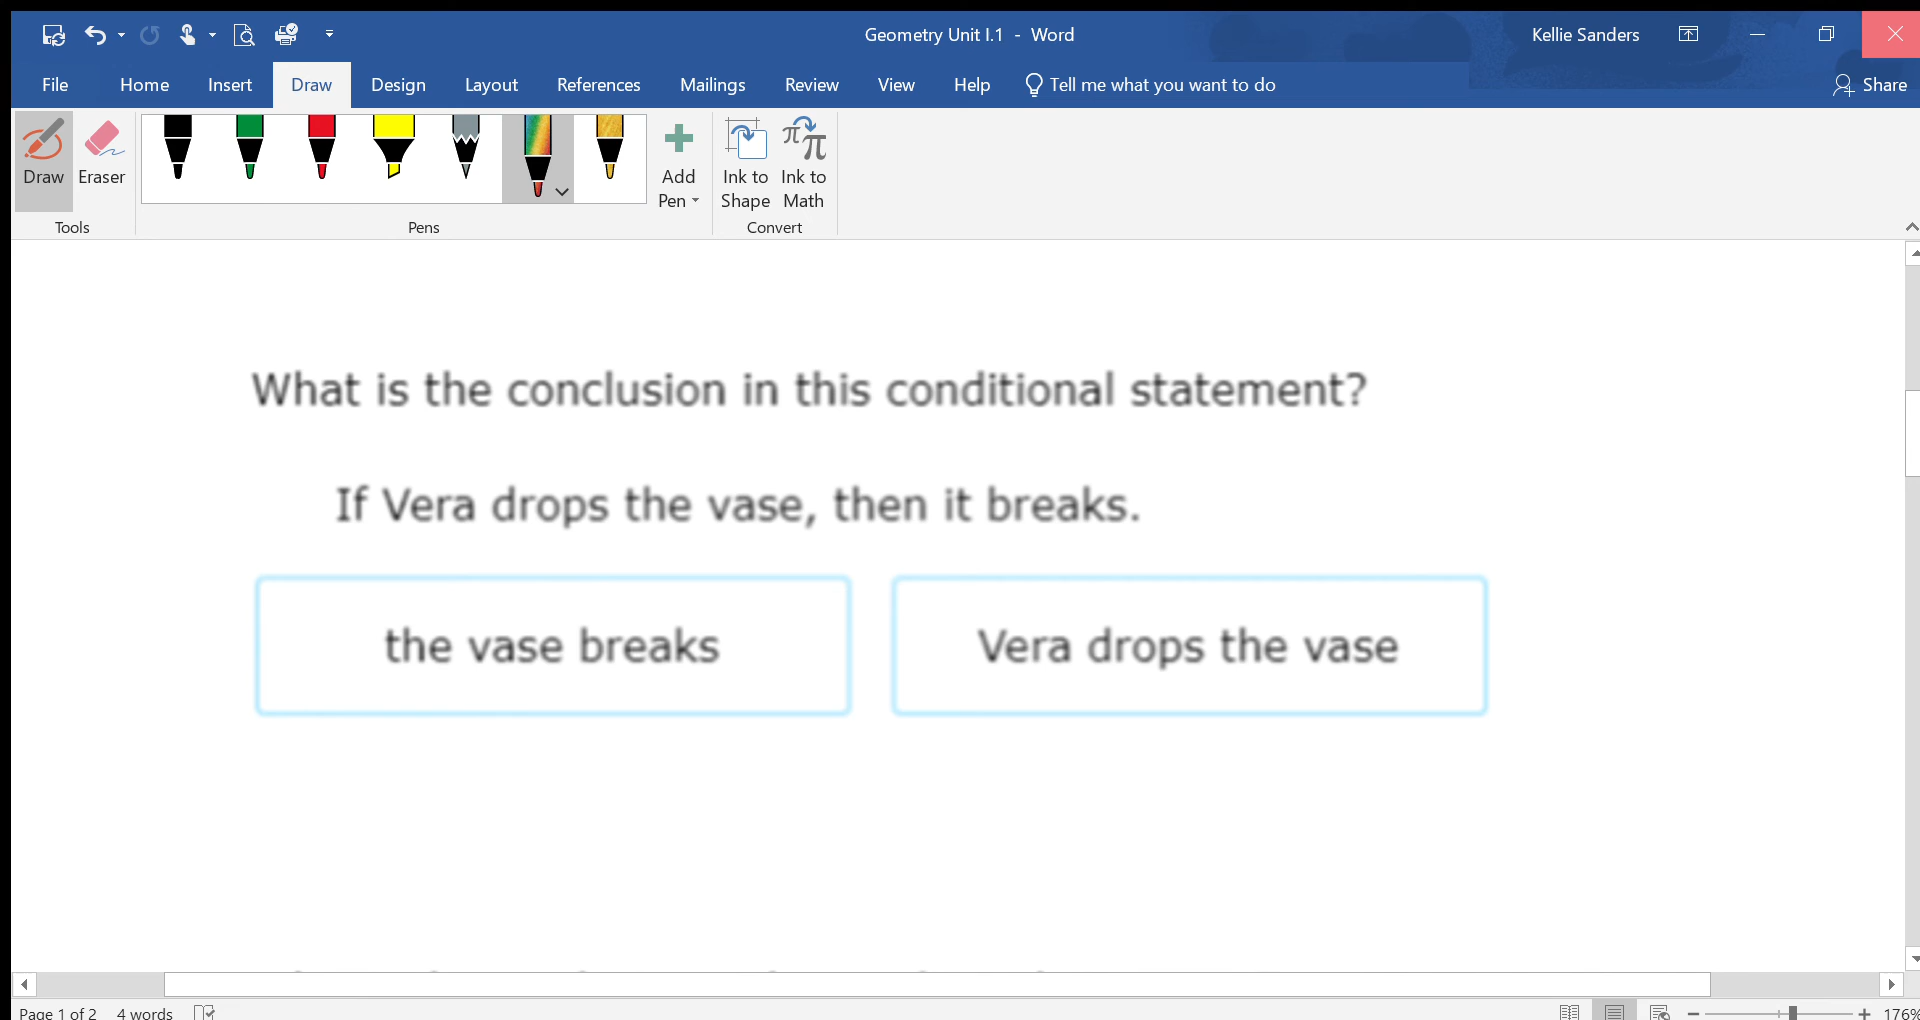 Geometry Unit I.1 - Word
Kellie Sanders
File Home Insert Draw Design Layout References Mailings Review View Help Tell me what you want to do Share
Draw Eraser
Tools
Pens
Add Pen
Ink to Shape
Ink to Math
Convert
What is the conclusion in this conditional statement?
If Vera drops the vase, then it breaks.
the vase breaks
Vera drops the vase
Page 1 of 2 4 words 176%